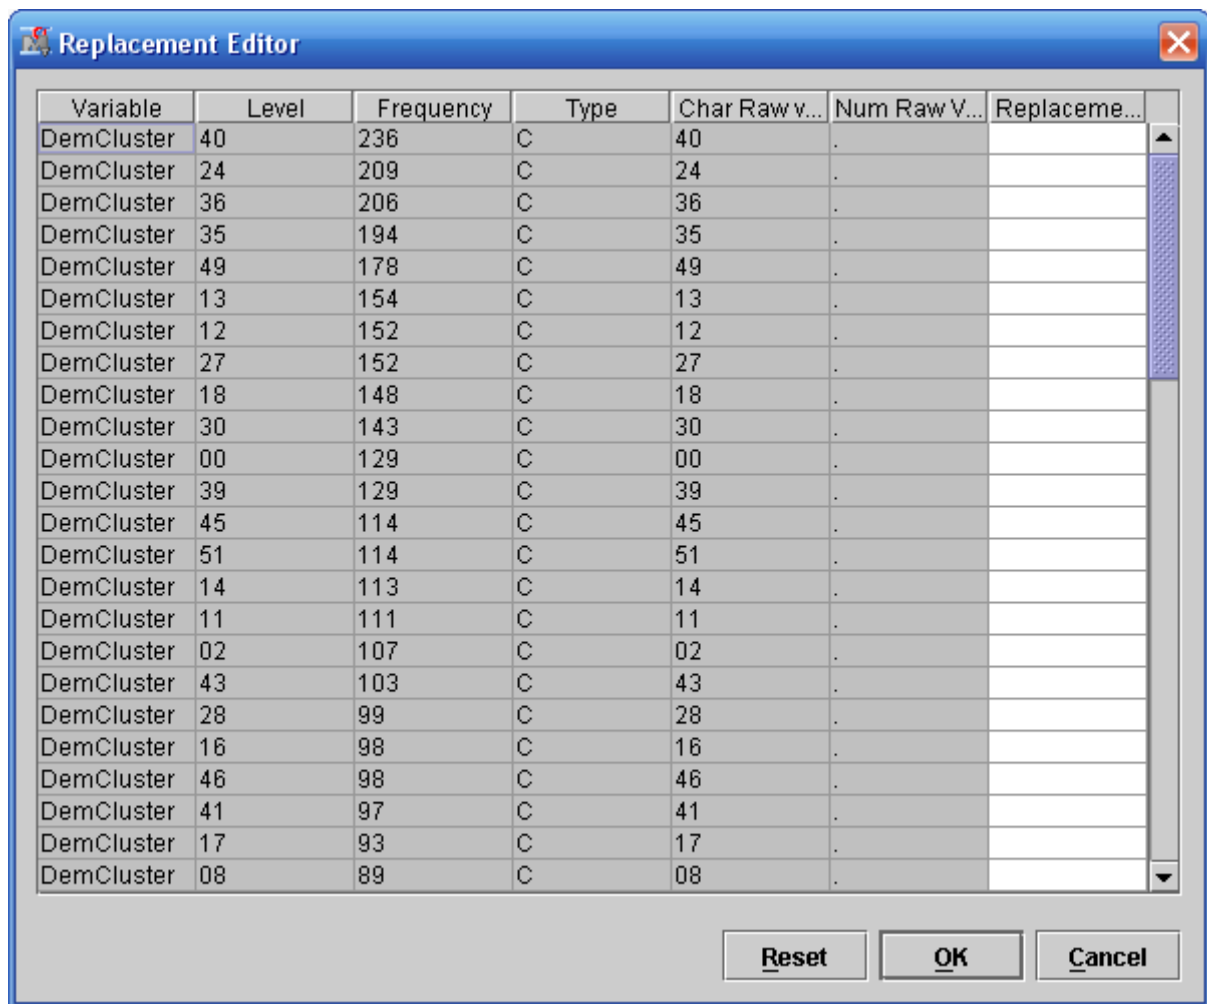 Replacement Editor
Variable Level Frequency Type Char Raw v... Num Raw V... Replaceme...
DemCluster 40 236 C 40 .
DemCluster 24 209 C 24 .
DemCluster 36 206 C 36 .
DemCluster 35 194 C 35 .
DemCluster 49 178 C 49 .
DemCluster 13 154 C 13 .
DemCluster 12 152 C 12 .
DemCluster 27 152 C 27 .
DemCluster 18 148 C 18 .
DemCluster 30 143 C 30 .
DemCluster 00 129 C 00 .
DemCluster 39 129 C 39 .
DemCluster 45 114 C 45 .
DemCluster 51 114 C 51 .
DemCluster 14 113 C 14 .
DemCluster 11 111 C 11 .
DemCluster 02 107 C 02 .
DemCluster 43 103 C 43 .
DemCluster 28 99 C 28 .
DemCluster 16 98 C 16 .
DemCluster 46 98 C 46 .
DemCluster 41 97 C 41 .
DemCluster 17 93 C 17 .
DemCluster 08 89 C 08 .
Reset OK Cancel